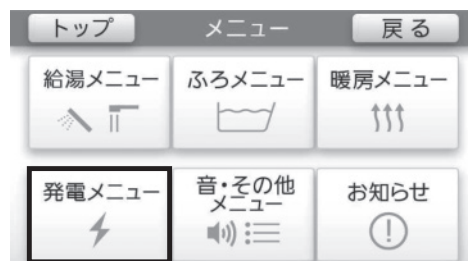 トップ メニュー 戻る
給湯メニュー ふろメニュー 暖房メニュー
発電メニュー 音・その他
メニュー お知らせ